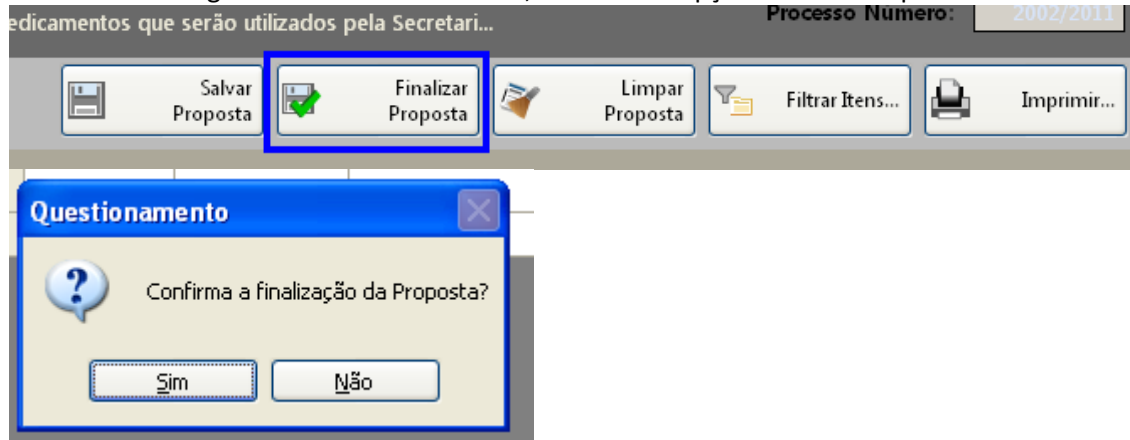 edicamentos que serão utilizados pela Secretari...
Processo Número: 2002/2011
Salvar
Proposta
Finalizar
Proposta
Limpar
Proposta
Filtrar Itens...
Imprimir...
Questionamento
Confirma a finalização da Proposta?
Sim
Não